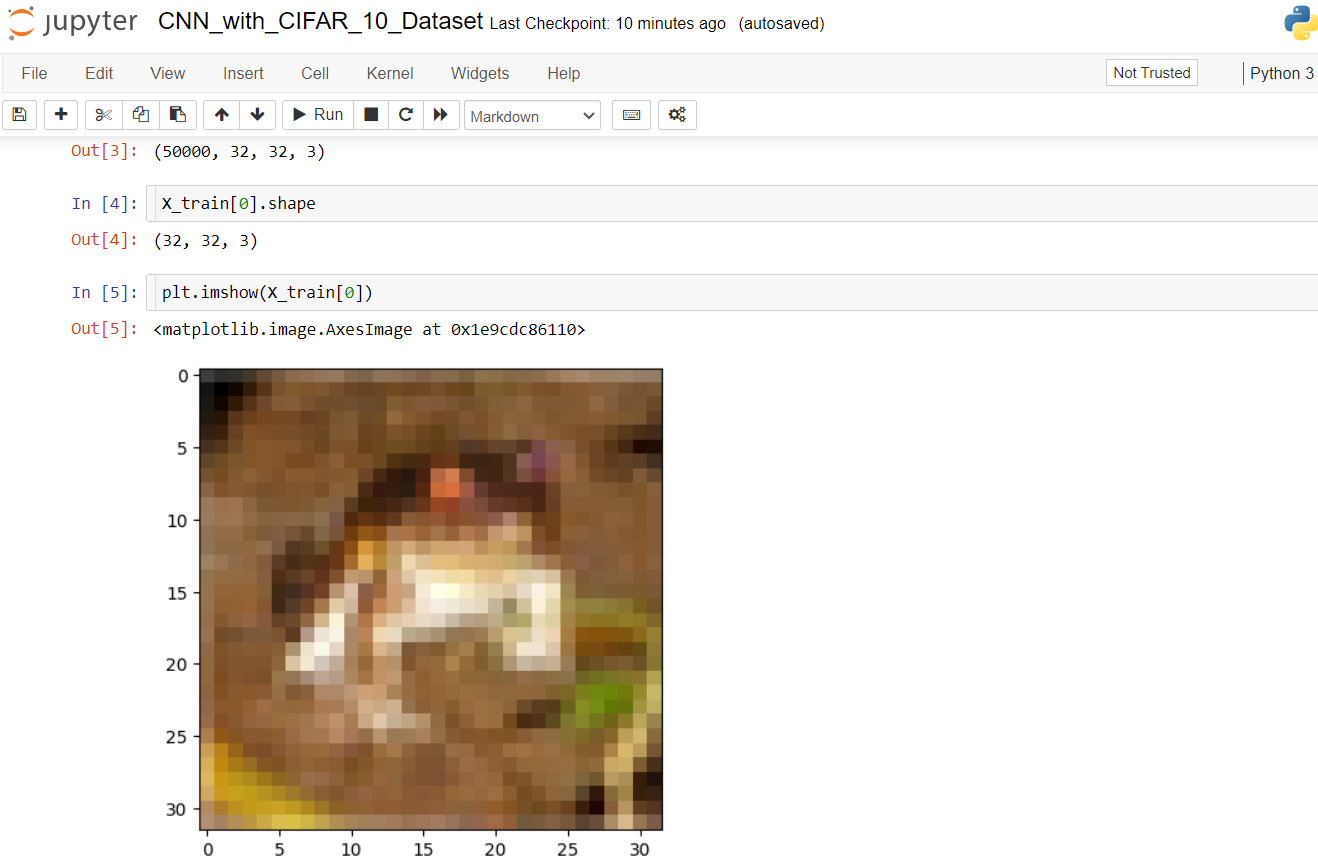 jupyter CNN_with_CIFAR_10_Dataset Last Checkpoint: 10 minutes ago (autosaved)
File Edit View Insert Cell Kernel Widgets Help Not Trusted Python 3
Run Markdown
Out[3]: (50000, 32, 32, 3)
In [4]: X_train[0].shape
Out[4]: (32, 32, 3)
In [5]: plt.imshow(X_train[0])
Out[5]: <matplotlib.image.AxesImage at 0x1e9cdc86110>
0
5
10
15
20
25
30
0 5 10 15 20 25 30